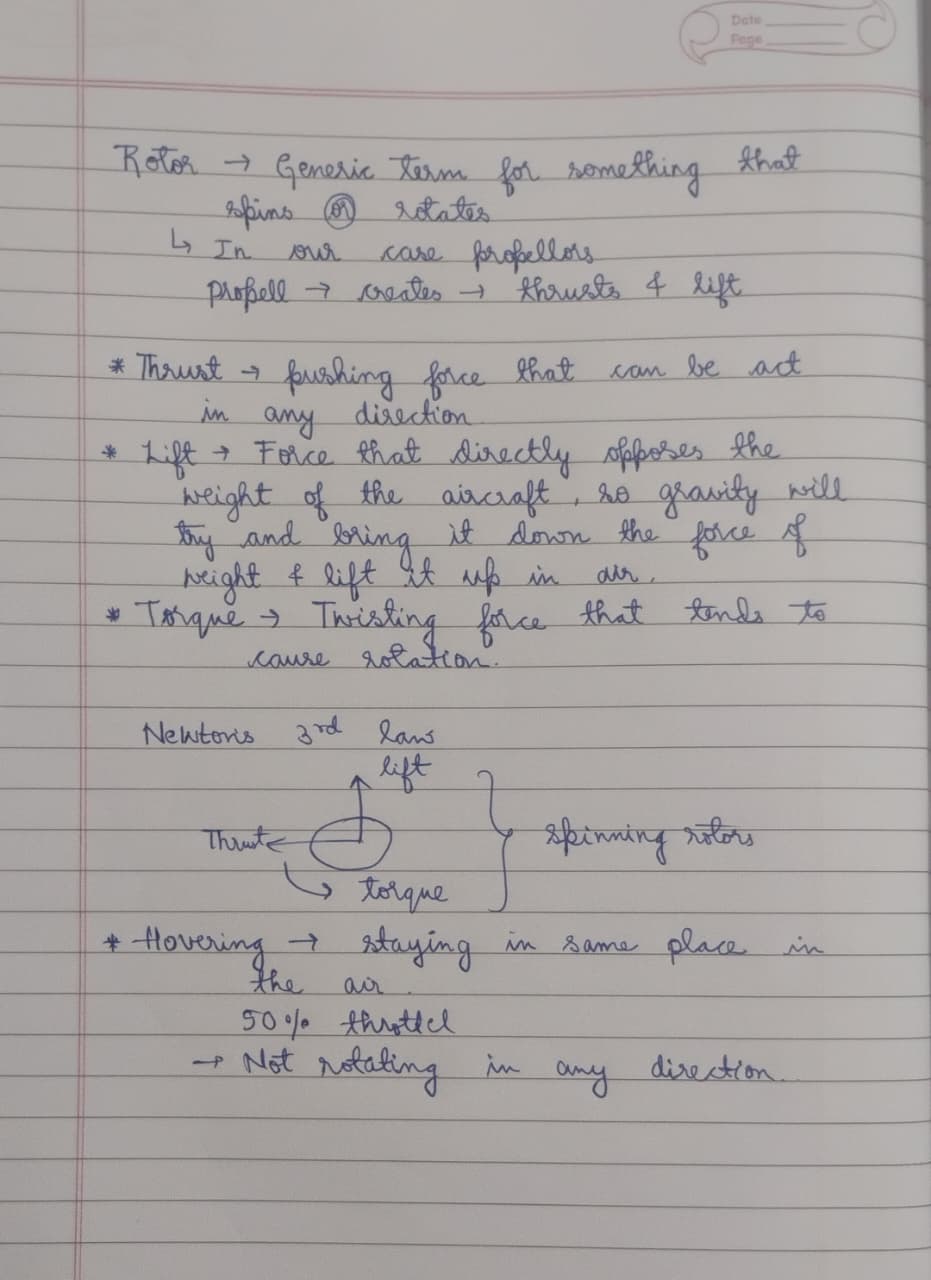 Date
Page
Rotor → Generic term for something that
spins or rotates
↳ In our case propellors
propell → creates → thrusts & lift
* Thrust → pushing force that can be act
in any direction
* Lift → Force that directly opposes the
weight of the aircraft, so gravity will
try and bring it down the force of
weight & lift it up in air.
* Torque → Twisting force that tends to
cause rotation.
Newtons 3rd law
lift
Thrust
spinning rotors
torque
* Hovering → staying in same place in
the air.
50% throttel
→ Not rotating in any direction.